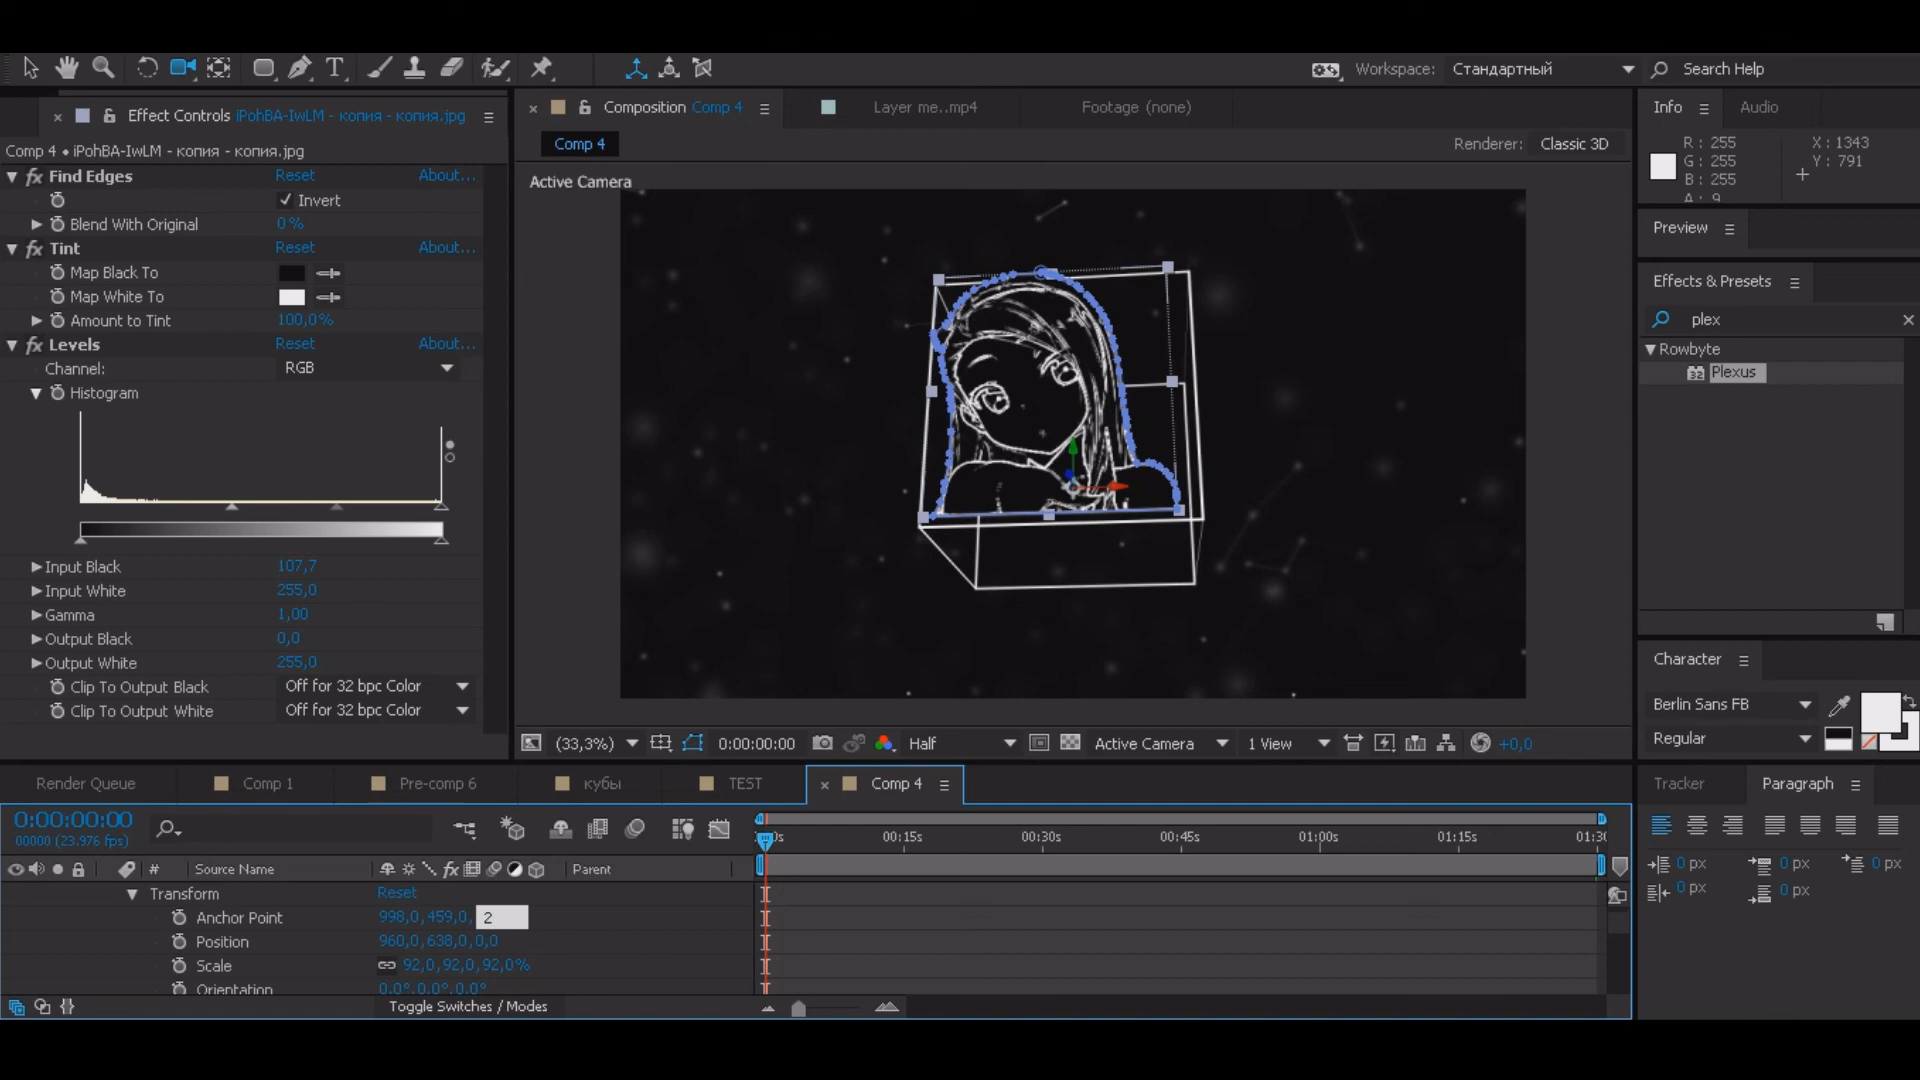 Workspace: Стандартный Search Help
× Effect Controls iPohBA-IwLM - копия - копия.jpg
Comp 4 • iPohBA-IwLM - копия - копия.jpg
fx Find Edges Reset About...
Invert
Blend With Original 0 %
fx Tint Reset About...
Map Black To
Map White To
Amount to Tint 100,0%
fx Levels Reset About...
Channel: RGB
Histogram
Input Black 107,7
Input White 255,0
Gamma 1,00
Output Black 0,0
Output White 255,0
Clip To Output Black Off for 32 bpc Color
Clip To Output White Off for 32 bpc Color
× Composition Comp 4 Layer me..mp4 Footage (none)
Comp 4 Renderer: Classic 3D
Active Camera
(33,3%) 0:00:00:00 Half Active Camera 1 View +0,0
Info Audio
R : 255 X : 1343
G : 255 Y : 791
B : 255
A : 9
Preview
Effects & Presets
plex ×
Rowbyte
32 Plexus
Character
Berlin Sans FB
Regular
Render Queue Comp 1 Pre-comp 6 кубы TEST × Comp 4
0:00:00:00
00000 (23.976 fps)
00:15s 00:30s 00:45s 01:00s 01:15s 01:30
# Source Name fx Parent
Transform Reset
Anchor Point 998,0,459,0, 2
Position 960,0,638,0,0,0
Scale 92,0,92,0,92,0%
Orientation 0,0°,0,0°,0,0°
Toggle Switches / Modes
Tracker Paragraph
0 px 0 px 0 px
0 px 0 px